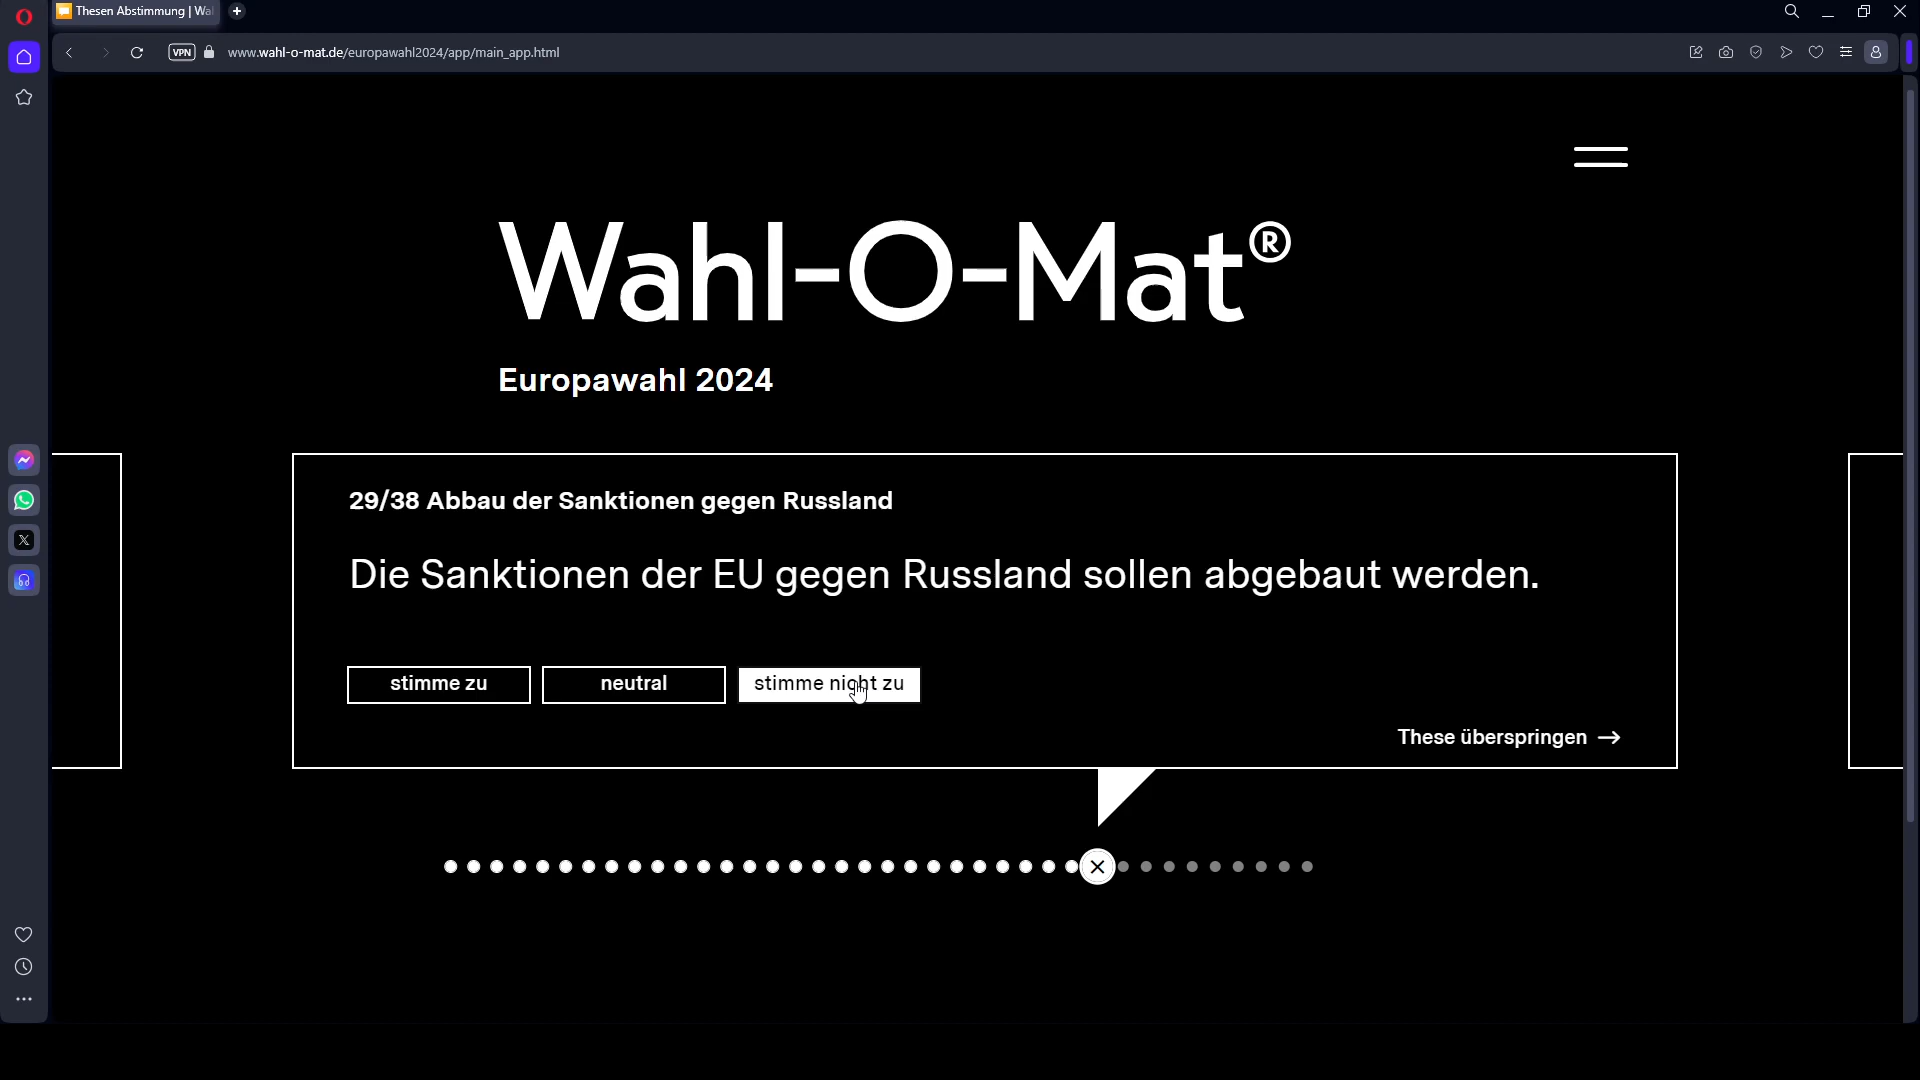 Thesen Abstimmung | Wa
VPN
www.wahl-o-mat.de/europawahl2024/app/main_app.html
Wahl-O-Mat®
Europawahl 2024
29/38 Abbau der Sanktionen gegen Russland
Die Sanktionen der EU gegen Russland sollen abgebaut werden.
stimme zu
neutral
stimme nicht zu
These überspringen →